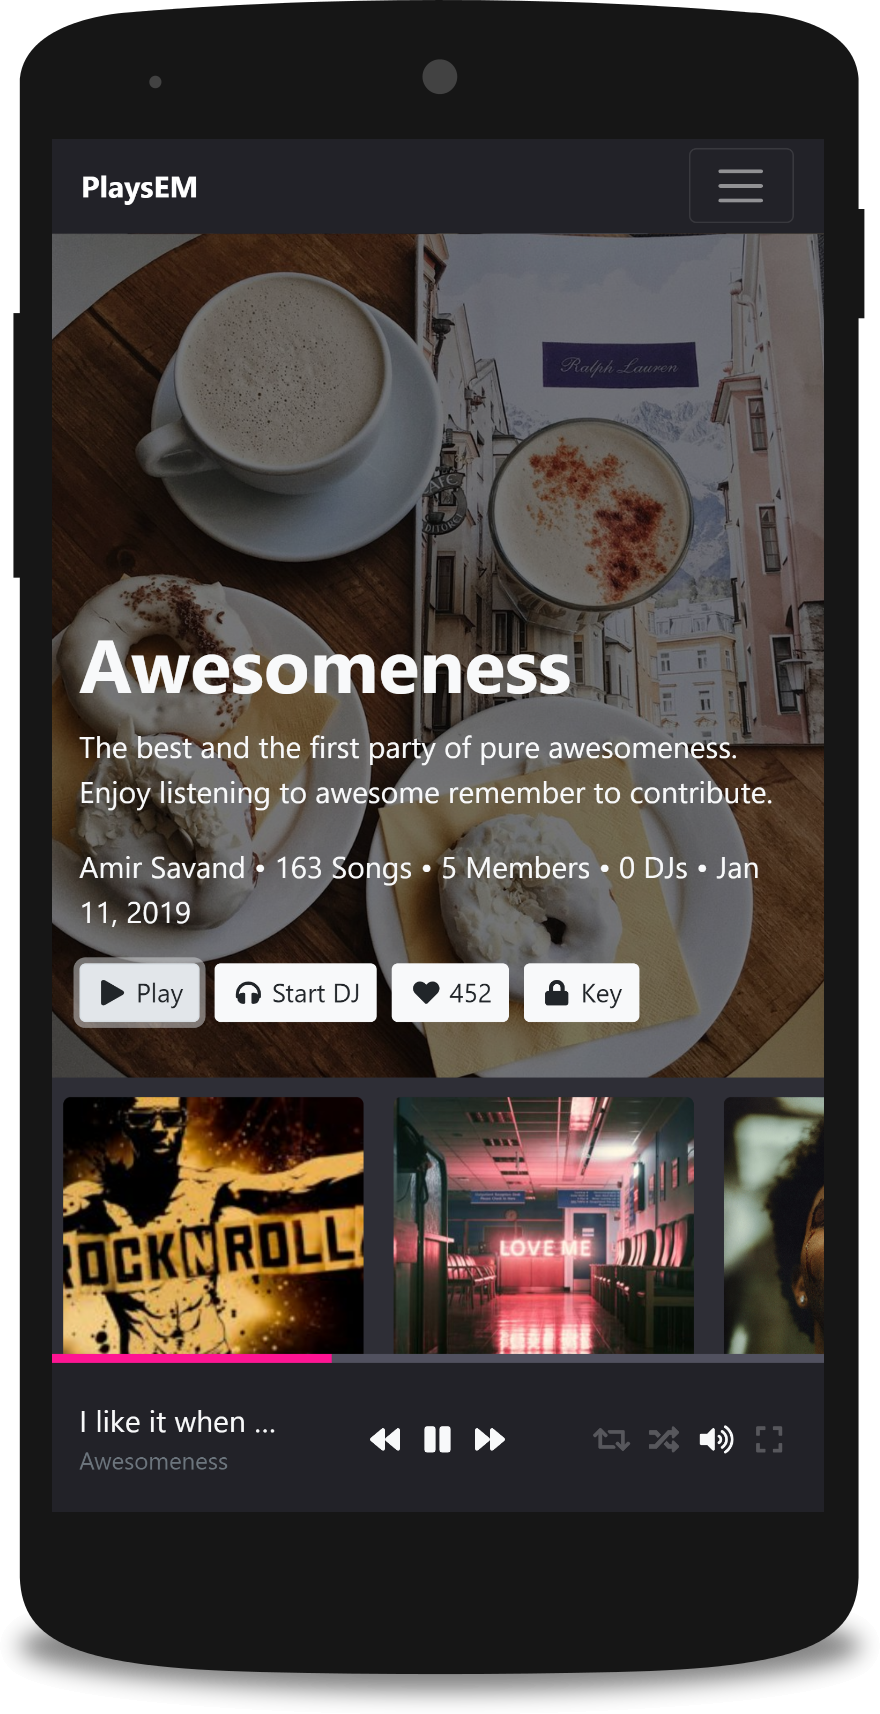 PlaysEM
Ralph Lauren
CAFE
DITORE
Awesomeness
The best and the first party of pure awesomeness.
Enjoy listening to awesome remember to contribute.
Amir Savand • 163 Songs • 5 Members • 0 DJs • Jan
11, 2019
Play
Start DJ
452
Key
ROCKNROLL
LOVE ME
I like it when ...
Awesomeness